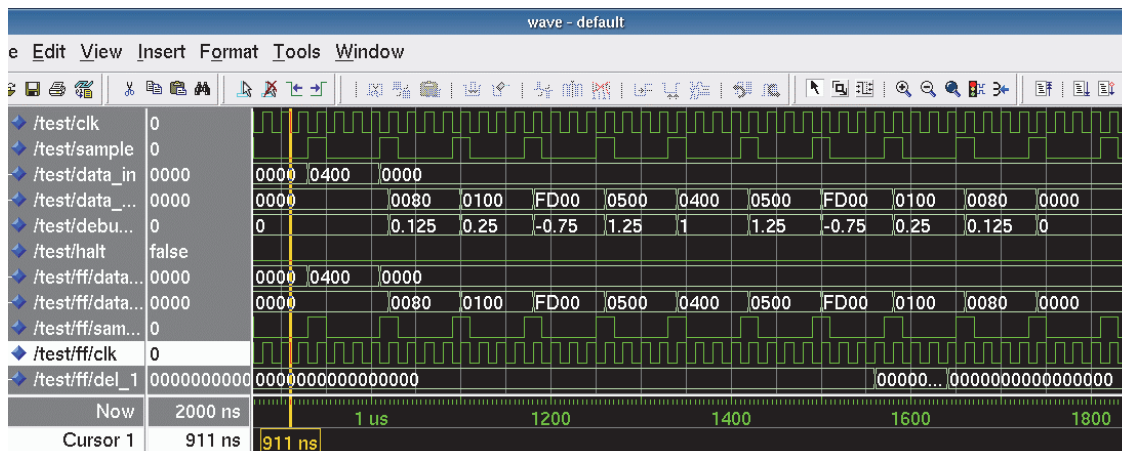 wave - default
e Edit View Insert Format Tools Window
/test/clk 0
/test/sample 0
/test/data_in 0000 0000 0400 0000
/test/data_... 0000 0000 0080 0100 FD00 0500 0400 0500 FD00 0100 0080 0000
/test/debu... 0 0 0.125 0.25 -0.75 1.25 1 1.25 -0.75 0.25 0.125 0
/test/halt false
/test/ff/data... 0000 0000 0400 0000
/test/ff/data... 0000 0000 0080 0100 FD00 0500 0400 0500 FD00 0100 0080 0000
/test/ff/sam... 0
/test/ff/clk 0
/test/ff/del_1 0000000000 0000000000000000 00000... 0000000000000000
Now 2000 ns 1 us 1200 1400 1600 1800
Cursor 1 911 ns 911 ns